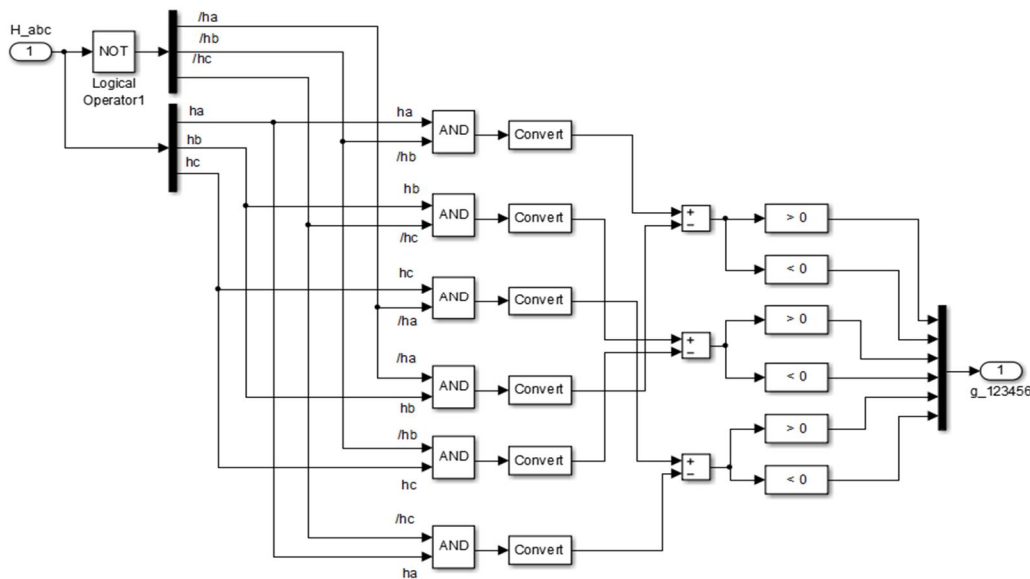 H_abc
1
NOT
Logical
Operator1
/ha
/hb
/hc
ha
hb
hc
ha
/hb
AND
Convert
hb
/hc
AND
Convert
hc
/ha
AND
Convert
/ha
hb
AND
Convert
/hb
hc
AND
Convert
/hc
ha
AND
Convert
+
−
+
−
+
−
> 0
< 0
> 0
< 0
> 0
< 0
1
g_123456